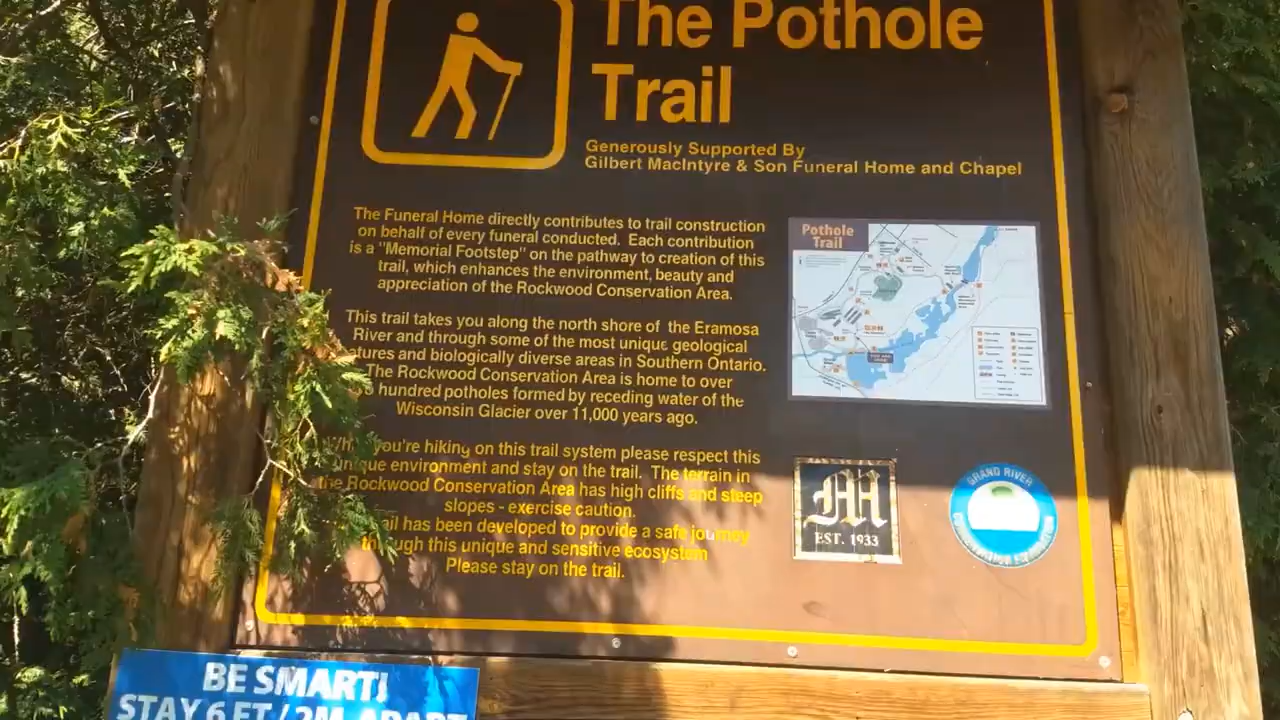 The Pothole
Trail
Generously Supported By
Gilbert MacIntyre & Son Funeral Home and Chapel
The Funeral Home directly contributes to trail construction
on behalf of every funeral conducted. Each contribution
is a "Memorial Footstep" on the pathway to creation of this
trail, which enhances the environment, beauty and
appreciation of the Rockwood Conservation Area.
This trail takes you along the north shore of the Eramosa
River and through some of the most unique geological
atures and biologically diverse areas in Southern Ontario.
The Rockwood Conservation Area is home to over
hundred potholes formed by receding water of the
Wisconsin Glacier over 11,000 years ago.
you're hiking on this trail system please respect this
unique environment and stay on the trail. The terrain in
the Rockwood Conservation Area has high cliffs and steep
slopes - exercise caution.
ail has been developed to provide a safe journey
through this unique and sensitive ecosystem
Please stay on the trail.
Pothole
Trail
M
EST. 1933
GRAND RIVER
CONSERVATION AUTHORITY
BE SMART!
STAY 6 FT / 2M APART